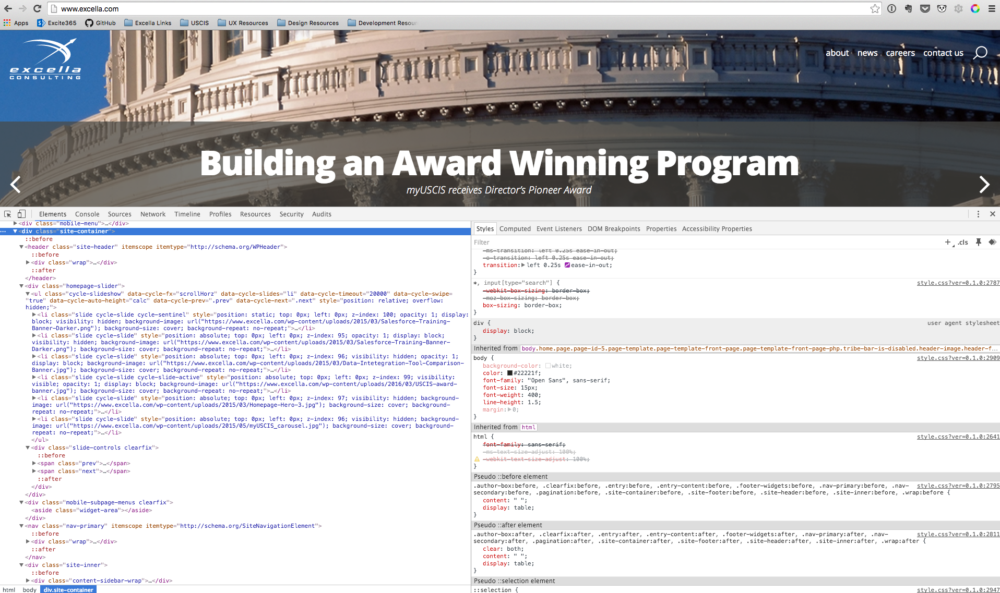 www.excella.com
Apps Excite365 GitHub Excella Links USCIS UX Resources Design Resources Development Resour
excella
CONSULTING
about news careers contact us
Building an Award Winning Program
myUSCIS receives Director's Pioneer Award
Elements Console Sources Network Timeline Profiles Resources Security Audits
<div class="mobile-menu">…</div>
… <div class="site-container">
::before
<header class="site-header" itemscope itemtype="http://schema.org/WPHeader">
::before
<div class="wrap">…</div>
::after
</header>
<div class="homepage-slider">
<ul class="cycle-slideshow" data-cycle-fx="scrollHorz" data-cycle-slides="li" data-cycle-timeout="20000" data-cycle-swipe=
"true" data-cycle-auto-height="calc" data-cycle-prev=".prev" data-cycle-next=".next" style="position: relative; overflow:
hidden;">
<li class="slide cycle-slide cycle-sentinel" style="position: static; top: 0px; left: 0px; z-index: 100; opacity: 1; display:
block; visibility: hidden; background-image: url("https://www.excella.com/wp-content/uploads/2015/03/Salesforce-Training-
Banner-Darker.png"); background-size: cover; background-repeat: no-repeat;">…</li>
<li class="slide cycle-slide" style="position: absolute; top: 0px; left: 0px; z-index: 95; opacity: 1; display: block;
visibility: hidden; background-image: url("https://www.excella.com/wp-content/uploads/2015/03/Salesforce-Training-Banner-
Darker.png"); background-size: cover; background-repeat: no-repeat;">…</li>
<li class="slide cycle-slide" style="position: absolute; top: 0px; left: 0px; z-index: 96; visibility: hidden; opacity: 1;
display: block; background-image: url("https://www.excella.com/wp-content/uploads/2015/03/Data-Intetegration-Tool-Comparison-
Banner.jpg"); background-size: cover; background-repeat: no-repeat;">…</li>
<li class="slide cycle-slide cycle-slide-active" style="position: absolute; top: 0px; left: 0px; z-index: 99; visibility:
visible; opacity: 1; display: block; background-image: url("https://www.excella.com/wp-content/uploads/2016/03/USCIS-award-
banner.jpg"); background-size: cover; background-repeat: no-repeat;">…</li>
<li class="slide cycle-slide" style="position: absolute; top: 0px; left: 0px; z-index: 97; visibility: hidden; background-
image: url("https://www.excella.com/wp-content/uploads/2015/03/Homepage-Hero-3.jpg"); background-size: cover; background-
repeat: no-repeat;">…</li>
<li class="slide cycle-slide" style="position: absolute; top: 0px; left: 0px; z-index: 96; visibility: hidden; background-
image: url("https://www.excella.com/wp-content/uploads/2015/05/myUSCIS_carousel.jpg"); background-size: cover; background-
repeat: no-repeat;">…</li>
</ul>
<div class="slide-controls clearfix">
::before
<span class="prev">…</span>
<span class="next">…</span>
::after
</div>
</div>
<div class="mobile-subpage-menus clearfix">
<aside class="widget-area"></aside>
</div>
<nav class="nav-primary" itemscope itemtype="http://schema.org/SiteNavigationElement">
::before
<div class="wrap">…</div>
::after
</nav>
<div class="site-inner">
::before
<div class="content-sidebar-wrap">…</div>
html body div.site-container
Styles Computed Event Listeners DOM Breakpoints Properties Accessibility Properties
Filter + .cls
-ms-transition: left 0.25s ease-in-out;
-o-transition: left 0.25s ease-in-out;
transition: left 0.25s ease-in-out;
}
*, input[type="search"] { style.css?ver=0.1.0:2787
-webkit-box-sizing: border-box;
-moz-box-sizing: border-box;
box-sizing: border-box;
}
div { user agent stylesheet
display: block;
}
Inherited from body.home.page.page-id-5.page-template.page-template-front-page.page-template-front-page-php.tribe-bar-is-disabled.header-image.header-f…
body { style.css?ver=0.1.0:2909
background-color: white;
color: #22221f;
font-family: "Open Sans", sans-serif;
font-size: 15px;
font-weight: 400;
line-height: 1.5;
margin: 0;
}
Inherited from html
html { style.css?ver=0.1.0:2641
font-family: sans-serif;
-ms-text-size-adjust: 100%;
-webkit-text-size-adjust: 100%;
}
Pseudo ::before element
.author-box:before, .clearfix:before, .entry:before, .entry-content:before, .footer-widgets:before, .nav-primary:before, .nav- style.css?ver=0.1.0:2795
secondary:before, .pagination:before, .site-container:before, .site-footer:before, .site-header:before, .site-inner:before, .wrap:before {
content: " ";
display: table;
}
Pseudo ::after element
.author-box:after, .clearfix:after, .entry:after, .entry-content:after, .footer-widgets:after, .nav-primary:after, .nav- style.css?ver=0.1.0:2811
secondary:after, .pagination:after, .site-container:after, .site-footer:after, .site-header:after, .site-inner:after, .wrap:after {
clear: both;
content: " ";
display: table;
}
Pseudo ::selection element
::selection { style.css?ver=0.1.0:2947